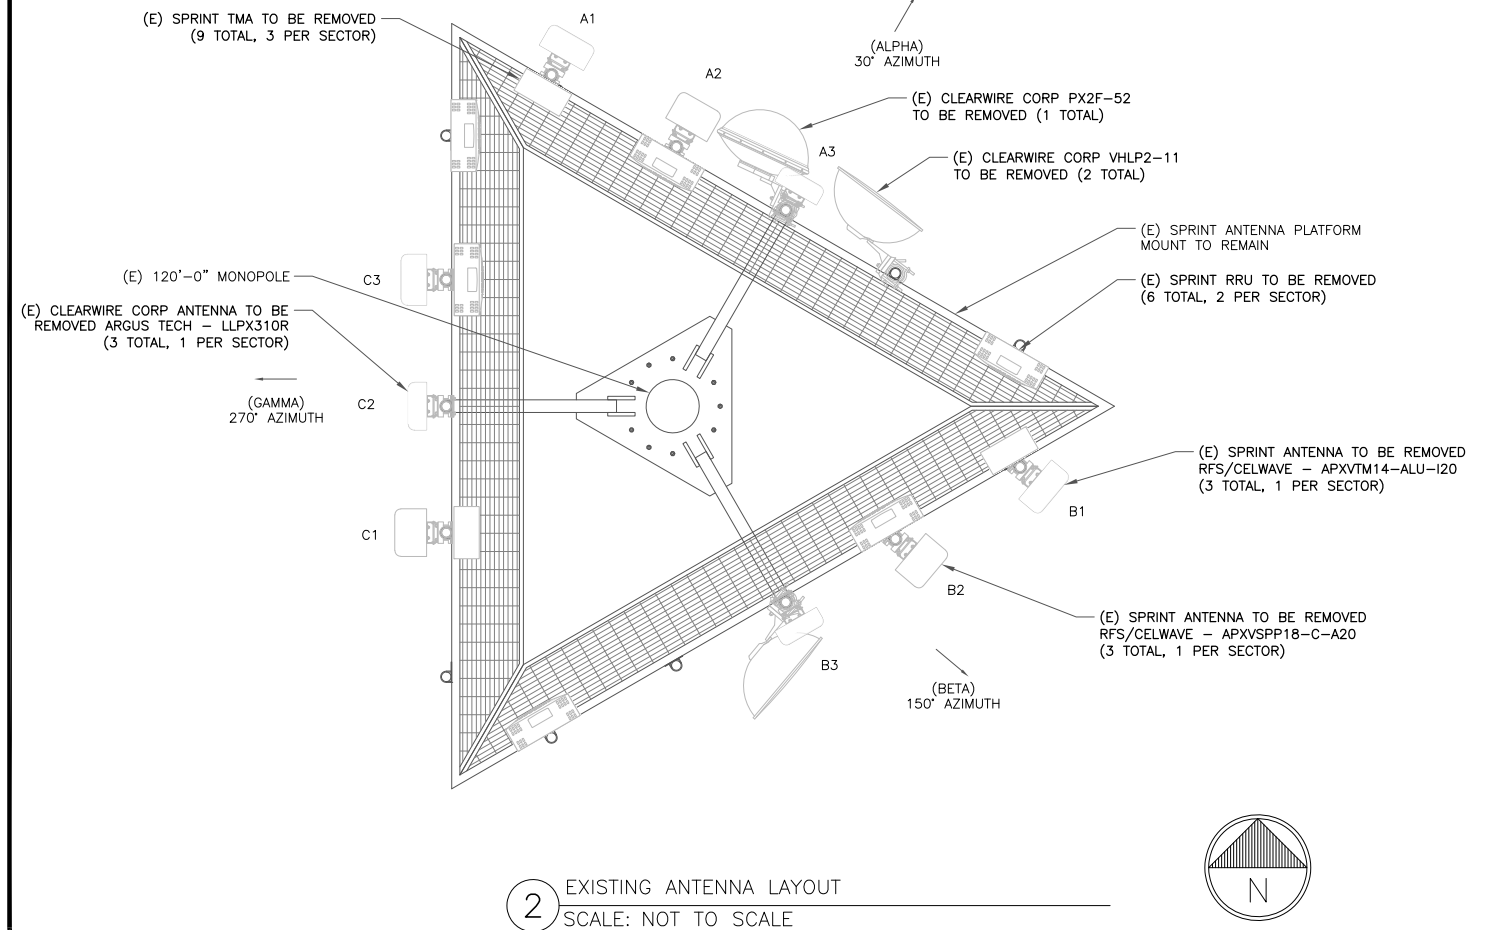 (E) SPRINT TMA TO BE REMOVED
(9 TOTAL, 3 PER SECTOR)
A1
(ALPHA)
30° AZIMUTH
A2
(E) CLEARWIRE CORP PX2F-52
TO BE REMOVED (1 TOTAL)
A3
(E) CLEARWIRE CORP VHLP2-11
TO BE REMOVED (2 TOTAL)
(E) SPRINT ANTENNA PLATFORM
MOUNT TO REMAIN
(E) SPRINT RRU TO BE REMOVED
(6 TOTAL, 2 PER SECTOR)
C3
(E) 120'-0" MONOPOLE
(E) CLEARWIRE CORP ANTENNA TO BE
REMOVED ARGUS TECH - LLPX310R
(3 TOTAL, 1 PER SECTOR)
C2
(GAMMA)
270° AZIMUTH
(E) SPRINT ANTENNA TO BE REMOVED
RFS/CELWAVE - APXVTM14-ALU-I20
(3 TOTAL, 1 PER SECTOR)
B1
C1
B2
(E) SPRINT ANTENNA TO BE REMOVED
RFS/CELWAVE - APXVSPP18-C-A20
(3 TOTAL, 1 PER SECTOR)
B3
(BETA)
150° AZIMUTH
2
EXISTING ANTENNA LAYOUT
SCALE: NOT TO SCALE
N